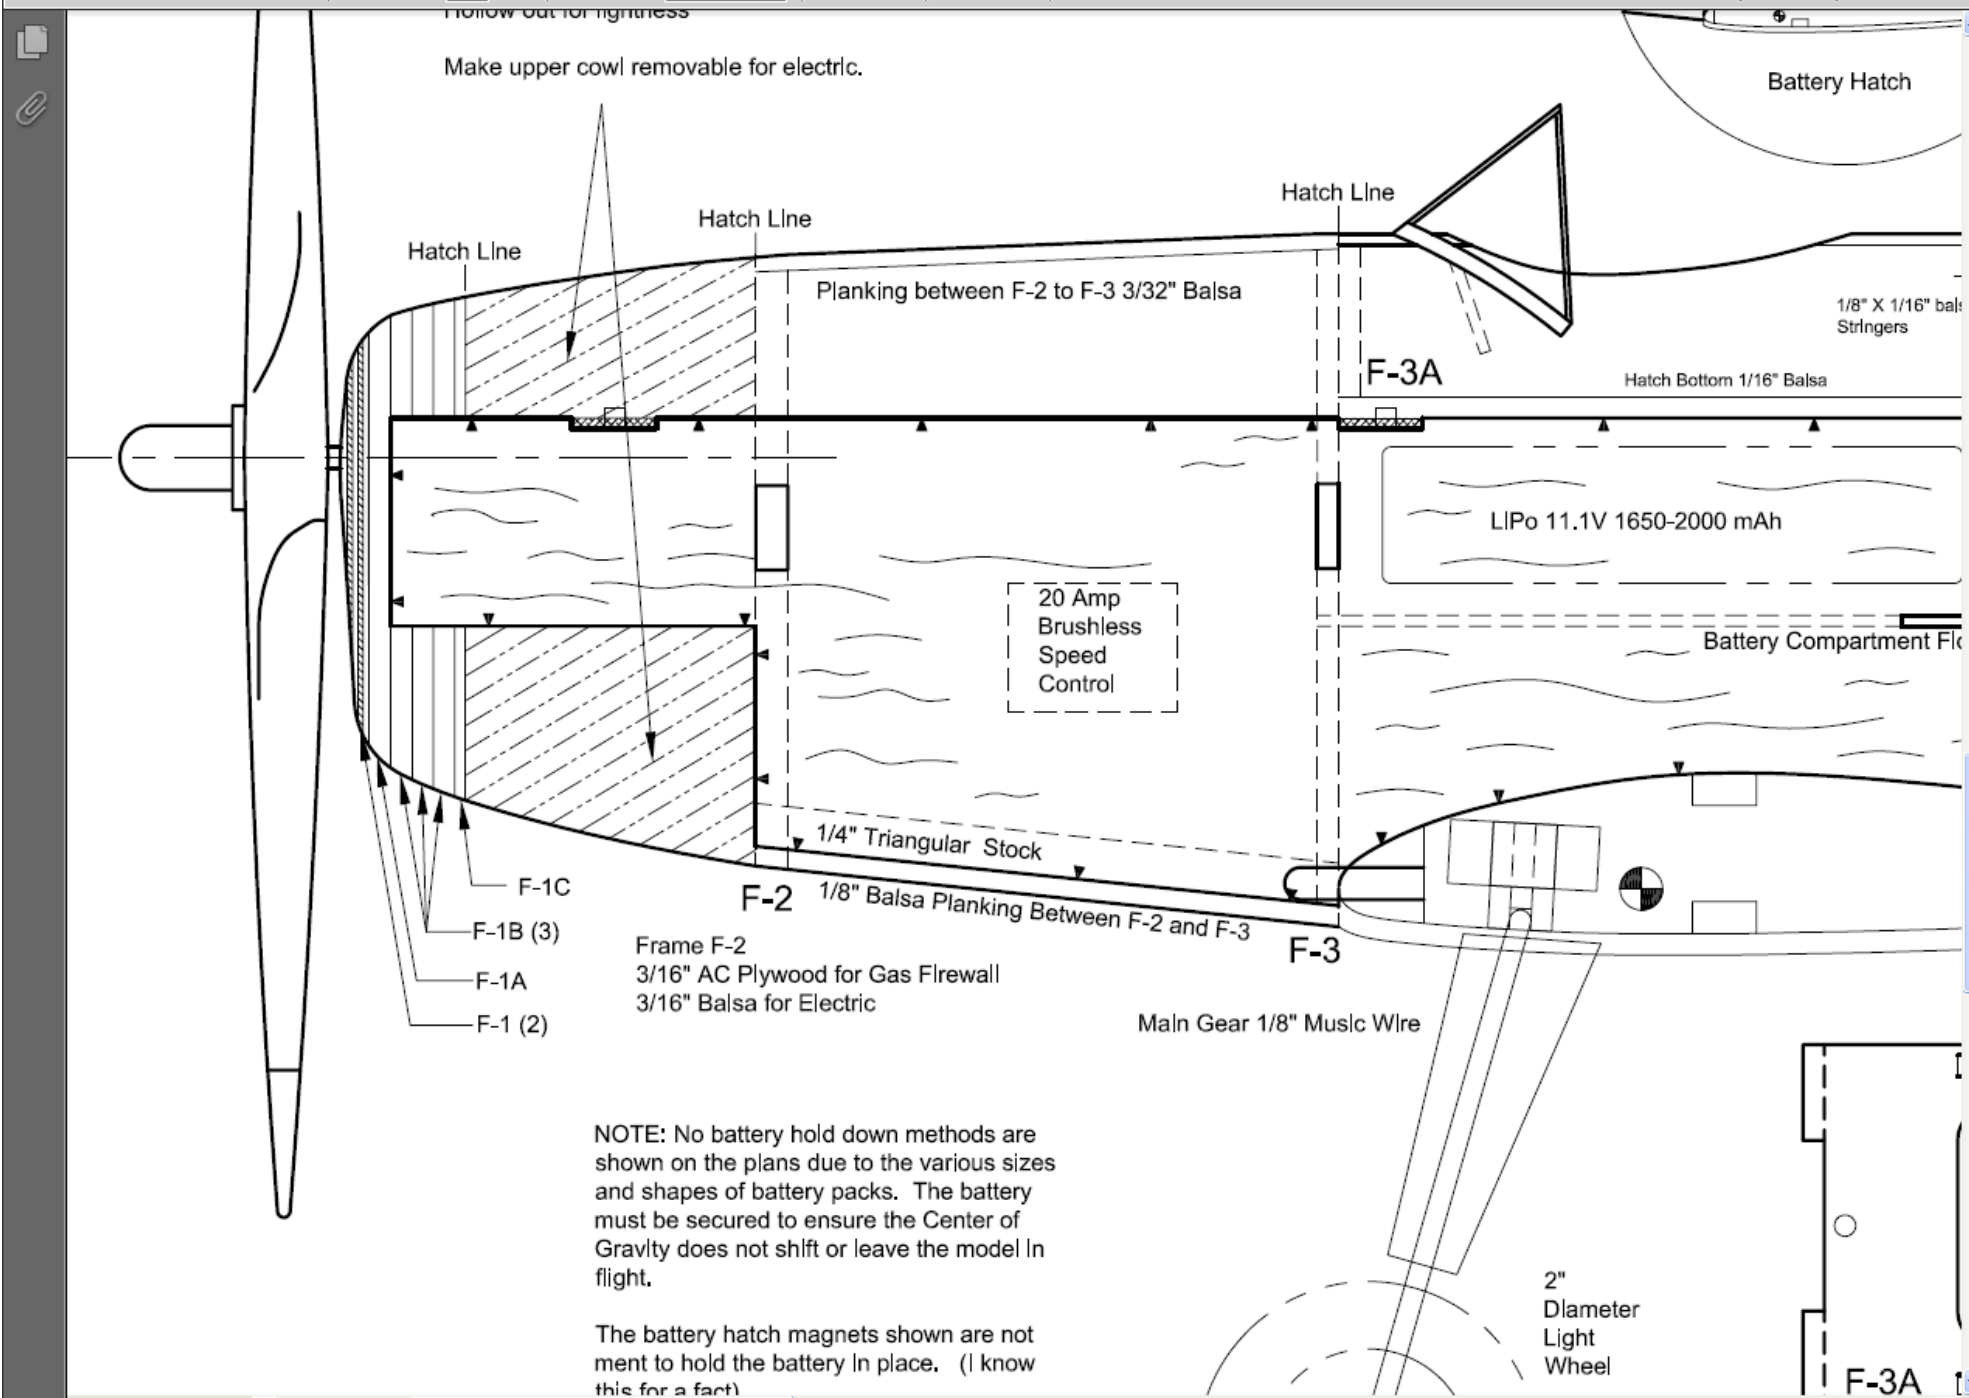 Hollow out for lightness
Make upper cowl removable for electric.
Battery Hatch
Hatch Line
Hatch Line
Hatch Line
Planking between F-2 to F-3 3/32" Balsa
1/8" X 1/16"
Stringers
F-3A
Hatch Bottom 1/16" Balsa
LiPo 11.1V 1650-2000 mAh
20 Amp
Brushless
Speed
Control
Battery Compartment
1/4" Triangular Stock
1/8" Balsa Planking Between F-2 and F-3
F-2
F-3
F-1C
F-1B (3)
F-1A
F-1 (2)
Frame F-2
3/16" AC Plywood for Gas Firewall
3/16" Balsa for Electric
Main Gear 1/8" Music Wire
NOTE: No battery hold down methods are
shown on the plans due to the various sizes
and shapes of battery packs. The battery
must be secured to ensure the Center of
Gravity does not shift or leave the model in
flight.
The battery hatch magnets shown are not
ment to hold the battery in place. (I know
this for a fact)
2"
Diameter
Light
Wheel
F-3A